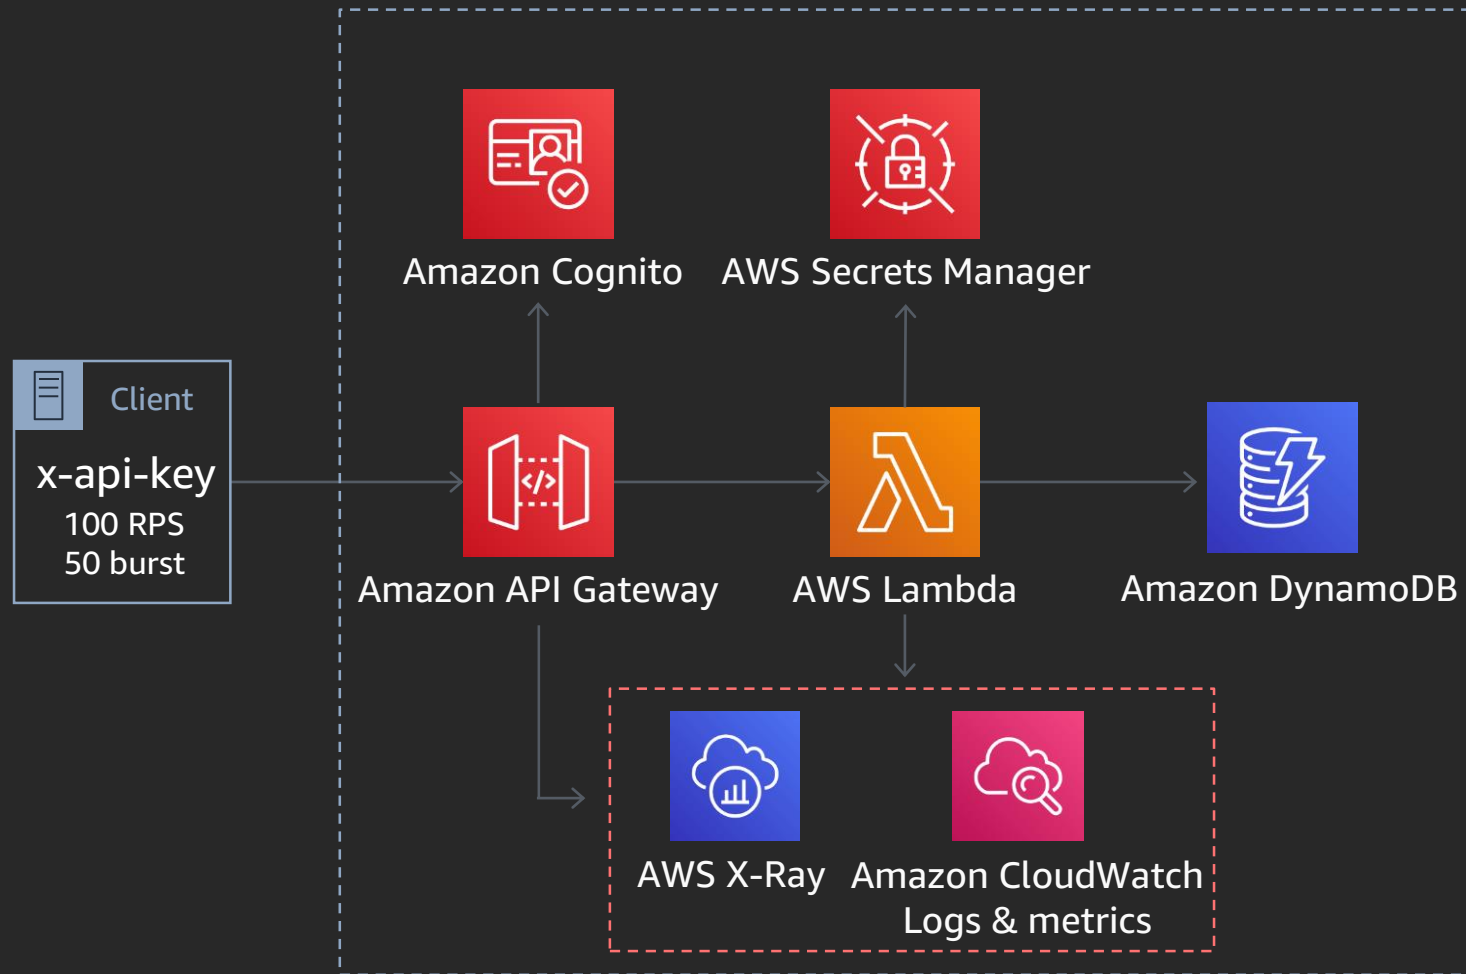 Amazon Cognito
AWS Secrets Manager
Client
x-api-key
100 RPS
50 burst
</>
Amazon API Gateway
AWS Lambda
Amazon DynamoDB
AWS X-Ray
Amazon CloudWatch
Logs & metrics